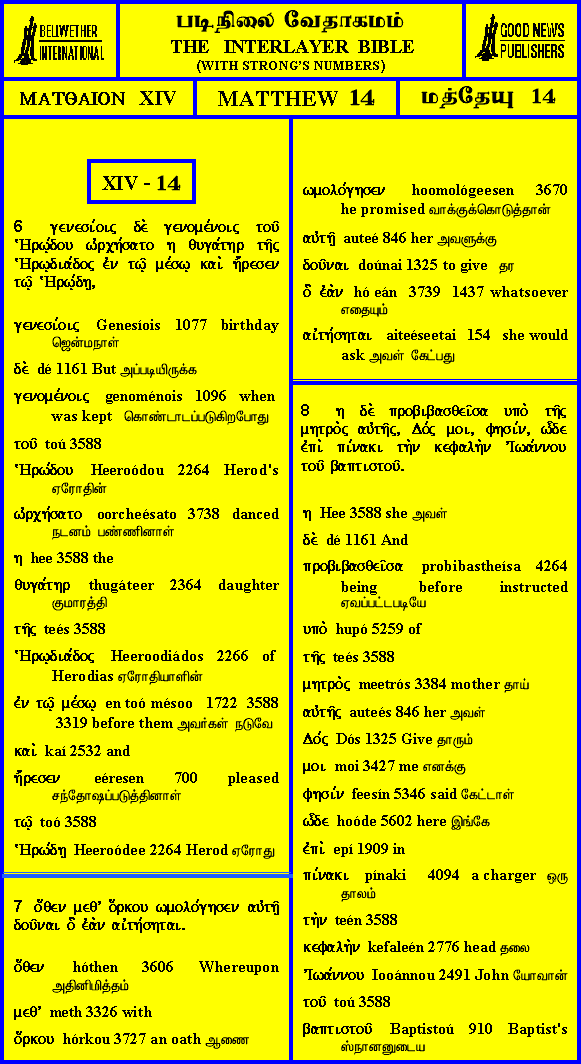 BELLWETHER
INTERNATIONAL
படிநிலை வேதாகமம்
THE INTERLAYER BIBLE
(WITH STRONG'S NUMBERS)
GOOD NEWS
PUBLISHERS
ΜΑΤΘΑΙΟΝ XIV
MATTHEW 14
மத்தேயு 14
XIV - 14
6 γενεσίοις δὲ γενομένοις τοῦ
Ἡρῴδου ὠρχήσατο η θυγάτηρ τῆς
Ἡρῳδιάδος ἐν τῷ μέσῳ καὶ ἤρεσεν
τῷ Ἡρῴδῃ,
γενεσίοις Genesíois 1077 birthday
ஜென்மநாள்
δὲ dé 1161 But அப்படியிருக்க
γενομένοις genoménois 1096 when
was kept கொண்டாடப்படுகிறபோது
τοῦ toú 3588
Ἡρῴδου Heeroódou 2264 Herod's
ஏரோதின்
ὠρχήσατο oorcheésato 3738 danced
நடனம் பண்ணினாள்
η hee 3588 the
θυγάτηρ thugáteer 2364 daughter
குமாரத்தி
τῆς teés 3588
Ἡρῳδιάδος Heeroodiádos 2266 of
Herodias ஏரோதியாளின்
ἐν τῷ μέσῳ en toó mésoo 1722 3588
3319 before them அவர்கள் நடுவே
καὶ kaí 2532 and
ἤρεσεν eéresen 700 pleased
சந்தோஷப்படுத்தினாள்
τῷ toó 3588
Ἡρῴδῃ Heeroódee 2264 Herod ஏரோது
7 ὅθεν μεθ' ὅρκου ωμολόγησεν αὐτῇ
δοῦναι ὃ ἐὰν αἰτήσηται.
ὅθεν hóthen 3606 Whereupon
அதினிமித்தம்
μεθ' meth 3326 with
ὅρκου hórkou 3727 an oath ஆணை
ωμολόγησεν hoomológeesen 3670
he promised வாக்குக்கொடுத்தான்
αὐτῇ auteé 846 her அவளுக்கு
δοῦναι doúnai 1325 to give தர
ὃ ἐὰν hó eán 3739 1437 whatsoever
எதையும்
αἰτήσηται aiteéseetai 154 she would
ask அவள் கேட்பது
8 η δὲ προβιβασθεῖσα υπὸ τῆς
μητρὸς αὐτῆς, Δός μοι, φησίν, ὧδε
ἐπὶ πίνακι τὴν κεφαλὴν Ἰωάννου
τοῦ βαπτιστοῦ.
η Hee 3588 she அவள்
δὲ dé 1161 And
προβιβασθεῖσα probibastheísa 4264
being before instructed
ஏவப்பட்டபடியே
υπὸ hupó 5259 of
τῆς teés 3588
μητρὸς meetrós 3384 mother தாய்
αὐτῆς auteés 846 her அவள்
Δός Dós 1325 Give தாரும்
μοι moi 3427 me எனக்கு
φησίν feesín 5346 said கேட்டாள்
ὧδε hoóde 5602 here இங்கே
ἐπὶ epí 1909 in
πίνακι pínaki 4094 a charger ஒரு
தாலம்
τὴν teén 3588
κεφαλὴν kefaleén 2776 head தலை
Ἰωάννου Iooánnou 2491 John யோவான்
τοῦ toú 3588
βαπτιστοῦ Baptistoú 910 Baptist's
ஸ்நானனுடைய